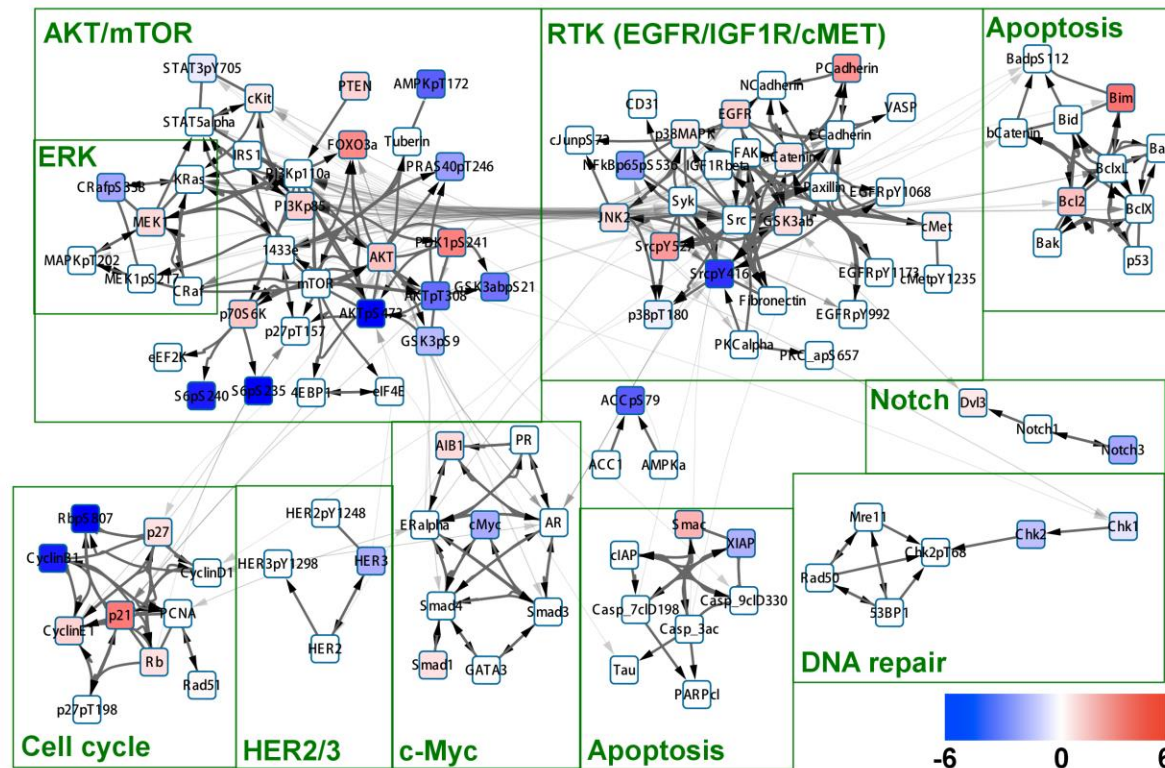 AKT/mTOR
STAT3pY705
cKit
PTEN
AMPKpT172
STAT5alpha
FOXO3a
Tuberin
IRS1
PI3Kp110a
PRAS40pT246
PI3Kp85
1433e
AKT
PDK1pS241
mTOR
AKTpT308
GSK3abpS21
p70S6K
p27pT157
AKTpS473
GSK3pS9
eEF2K
S6pS240
S6pS235
4EBP1
eIF4E
ERK
CRafpS338
KRas
MEK1
MAPKpT202
MEK1pS217
CRaf
RTK (EGFR/IGF1R/cMET)
PCadherin
NCadherin
CD31
VASP
EGFR
cJunpS73
p38MAPK
ECadherin
FAK
aCatenin
NFkBp65pS536
IGF1Rbeta
Paxillin
EGFRpY1068
Syk
JNK2
Src
GSK3ab
cMet
SrcpY527
SrcpY416
EGFRpY1173
cMetpY1235
Fibronectin
EGFRpY992
p38pT180
PKCalpha
PKC_apS657
Apoptosis
BadpS112
Bim
bCatenin
Bid
BclxL
Bcl2
BclX
Bak
p53
ACCpS79
ACC1
AMPKa
Notch
Dvl3
Notch1
Notch3
Cell cycle
RbpS807
p27
CyclinB1
CyclinD1
p21
PCNA
CyclinE1
Rb
Rad51
p27pT198
HER2/3
HER2pY1248
HER3pY1298
HER3
HER2
c-Myc
AIB1
PR
ERalpha
cMyc
AR
Smad4
Smad3
Smad1
GATA3
Apoptosis
Smac
XIAP
cIAP
Casp_7clD198
Casp_9clD330
Casp_3ac
Tau
PARPcl
DNA repair
Mre11
Chk2
Chk1
Chk2pT68
Rad50
53BP1
-6
0
6